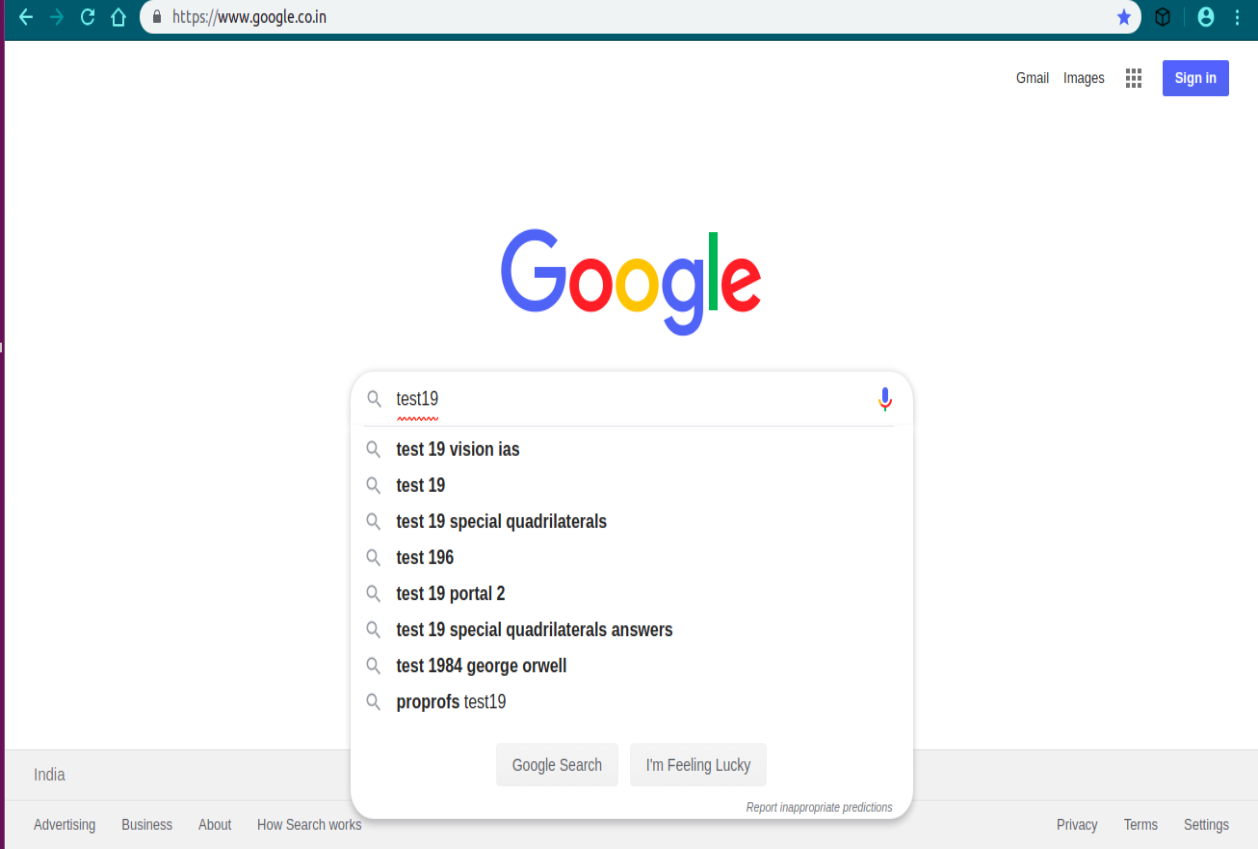 https://www.google.co.in
Gmail Images Sign in
Google
test19
test 19 vision ias
test 19
test 19 special quadrilaterals
test 196
test 19 portal 2
test 19 special quadrilaterals answers
test 1984 george orwell
proprofs test19
Google Search I'm Feeling Lucky
India
Report inappropriate predictions
Advertising Business About How Search works Privacy Terms Settings